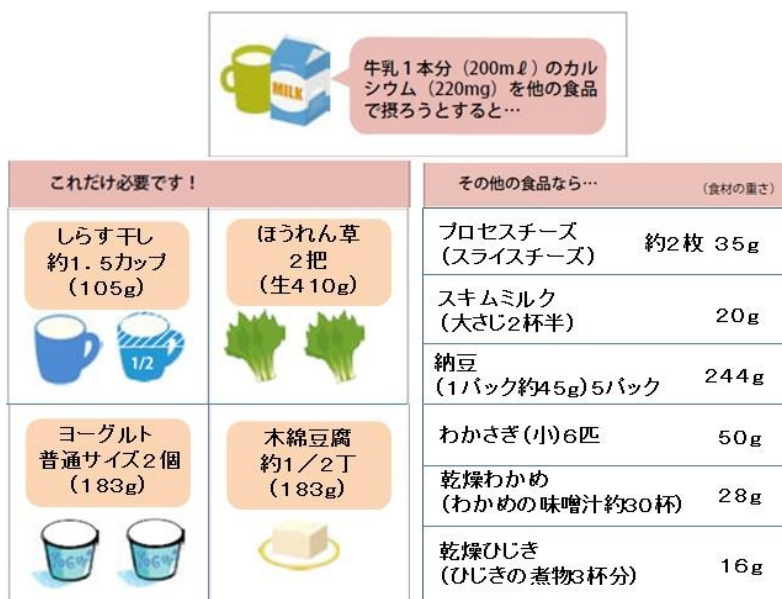 牛乳1本分（200mℓ）のカル
シウム（220mg）を他の食品
で摂ろうとすると…
MILK
これだけ必要です！
しらす干し
約1.5カップ
(105g)
1/2
ほうれん草
2把
(生410g)
ヨーグルト
普通サイズ2個
(183g)
YOGUR
YOGUR
木綿豆腐
約1／2丁
(183g)
その他の食品なら… （食材の重さ）
プロセスチーズ 約2枚 35g
(スライスチーズ)
スキムミルク
(大さじ2杯半) 20g
納豆
(1パック約45g)5パック 244g
わかさぎ(小)6匹 50g
乾燥わかめ
(わかめの味噌汁約30杯) 28g
乾燥ひじき
(ひじきの煮物3杯分) 16g